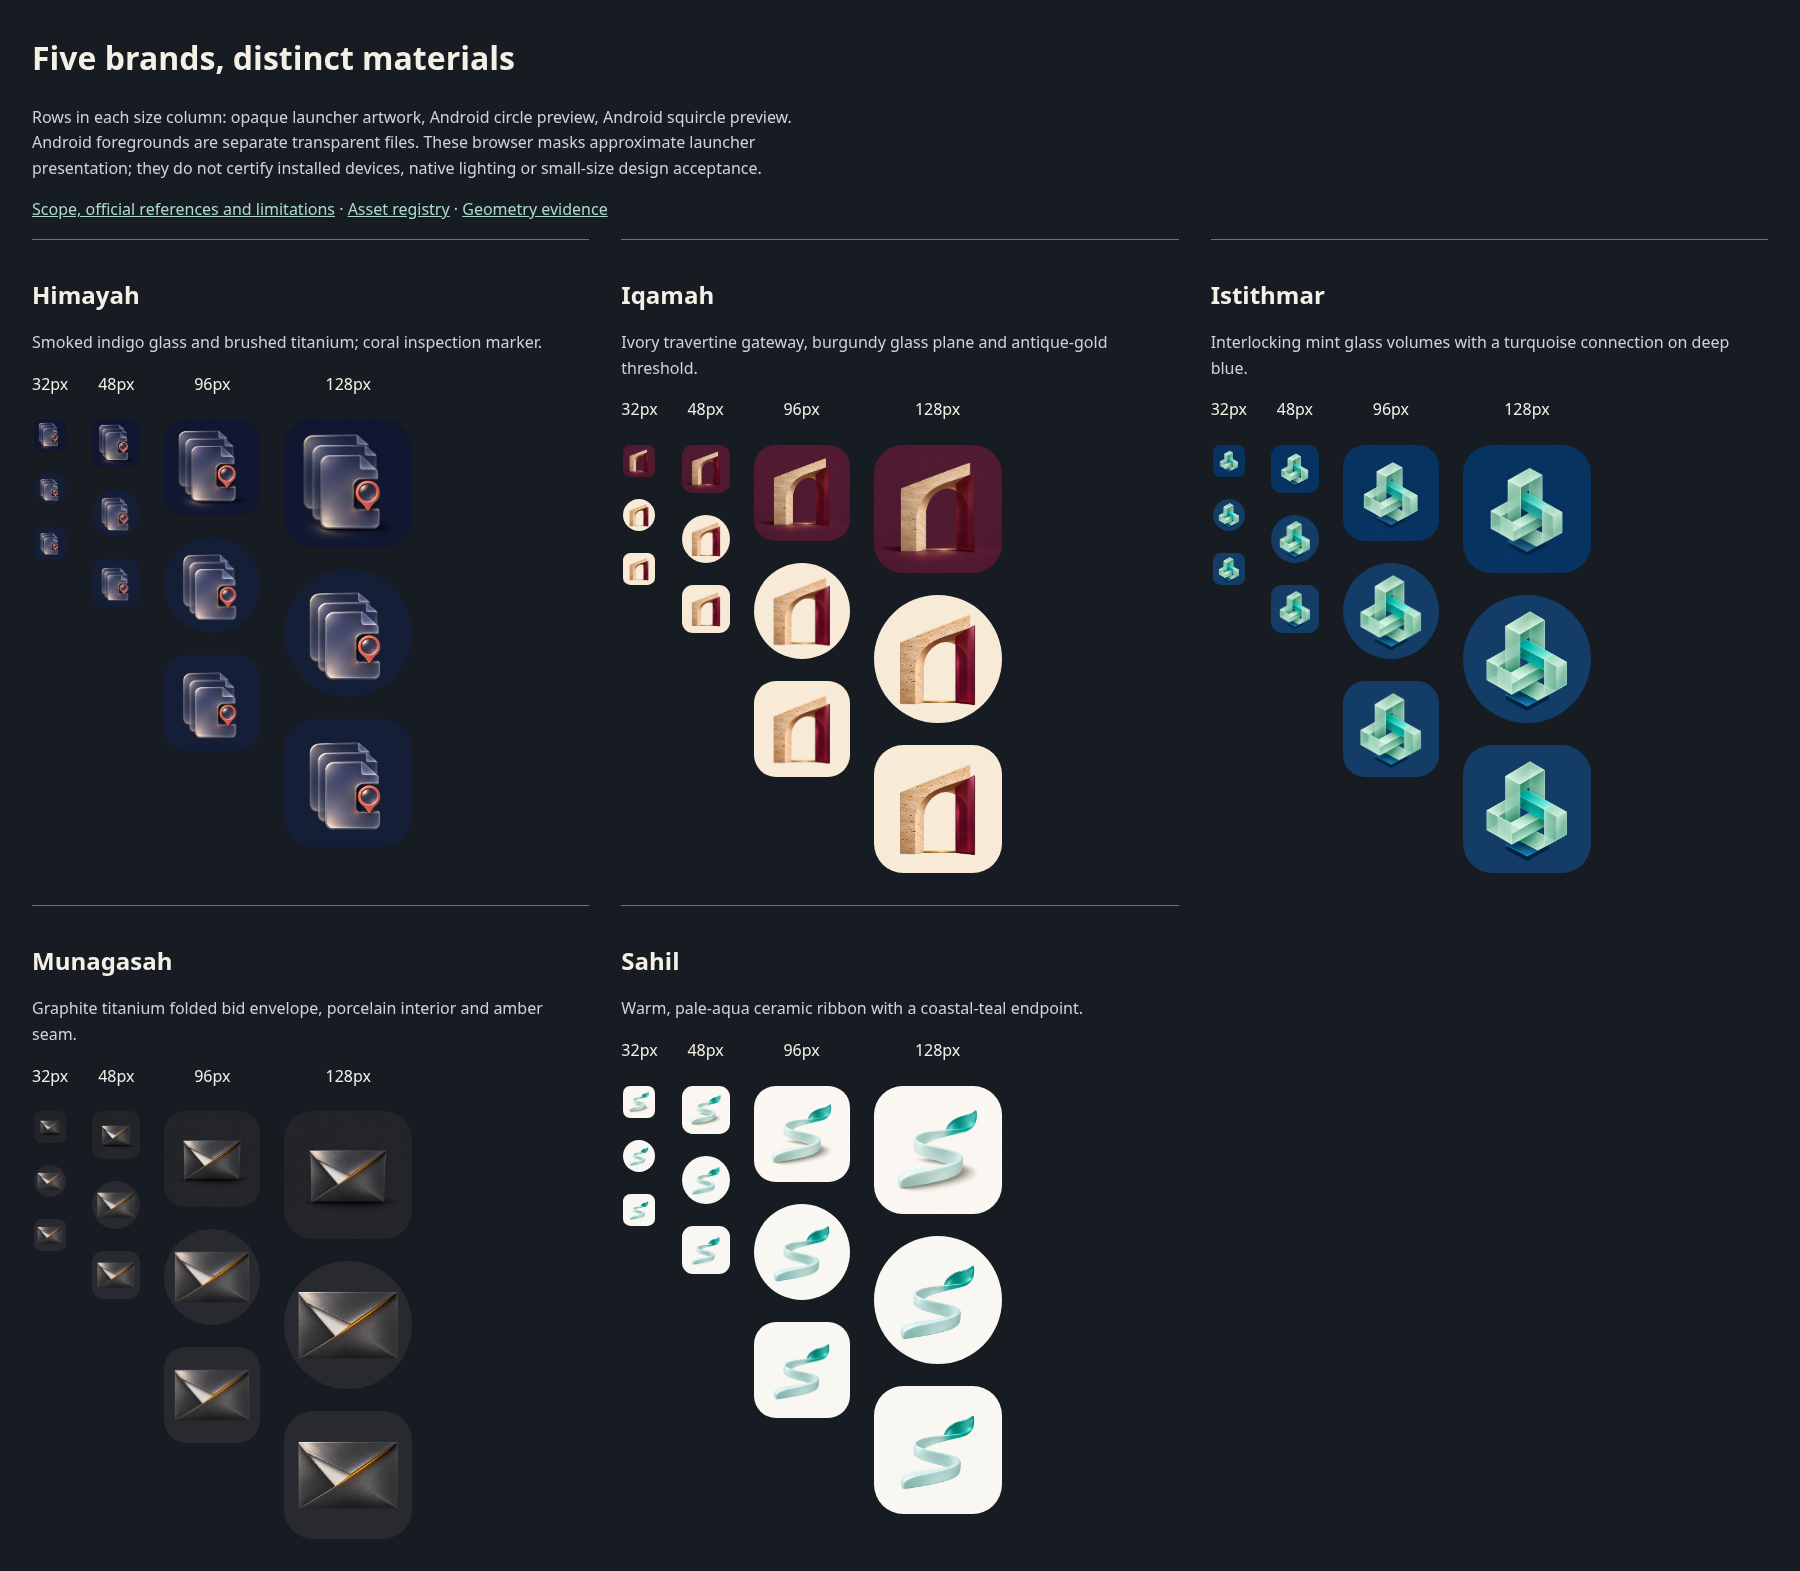 Five brands, distinct materials
Rows in each size column: opaque launcher artwork, Android circle preview, Android squircle preview.
Android foregrounds are separate transparent files. These browser masks approximate launcher
presentation; they do not certify installed devices, native lighting or small-size design acceptance.
Scope, official references and limitations · Asset registry · Geometry evidence
Himayah
Smoked indigo glass and brushed titanium; coral inspection marker.
32px 48px 96px 128px
Iqamah
Ivory travertine gateway, burgundy glass plane and antique-gold
threshold.
32px 48px 96px 128px
Istithmar
Interlocking mint glass volumes with a turquoise connection on deep
blue.
32px 48px 96px 128px
Munagasah
Graphite titanium folded bid envelope, porcelain interior and amber
seam.
32px 48px 96px 128px
Sahil
Warm, pale-aqua ceramic ribbon with a coastal-teal endpoint.
32px 48px 96px 128px